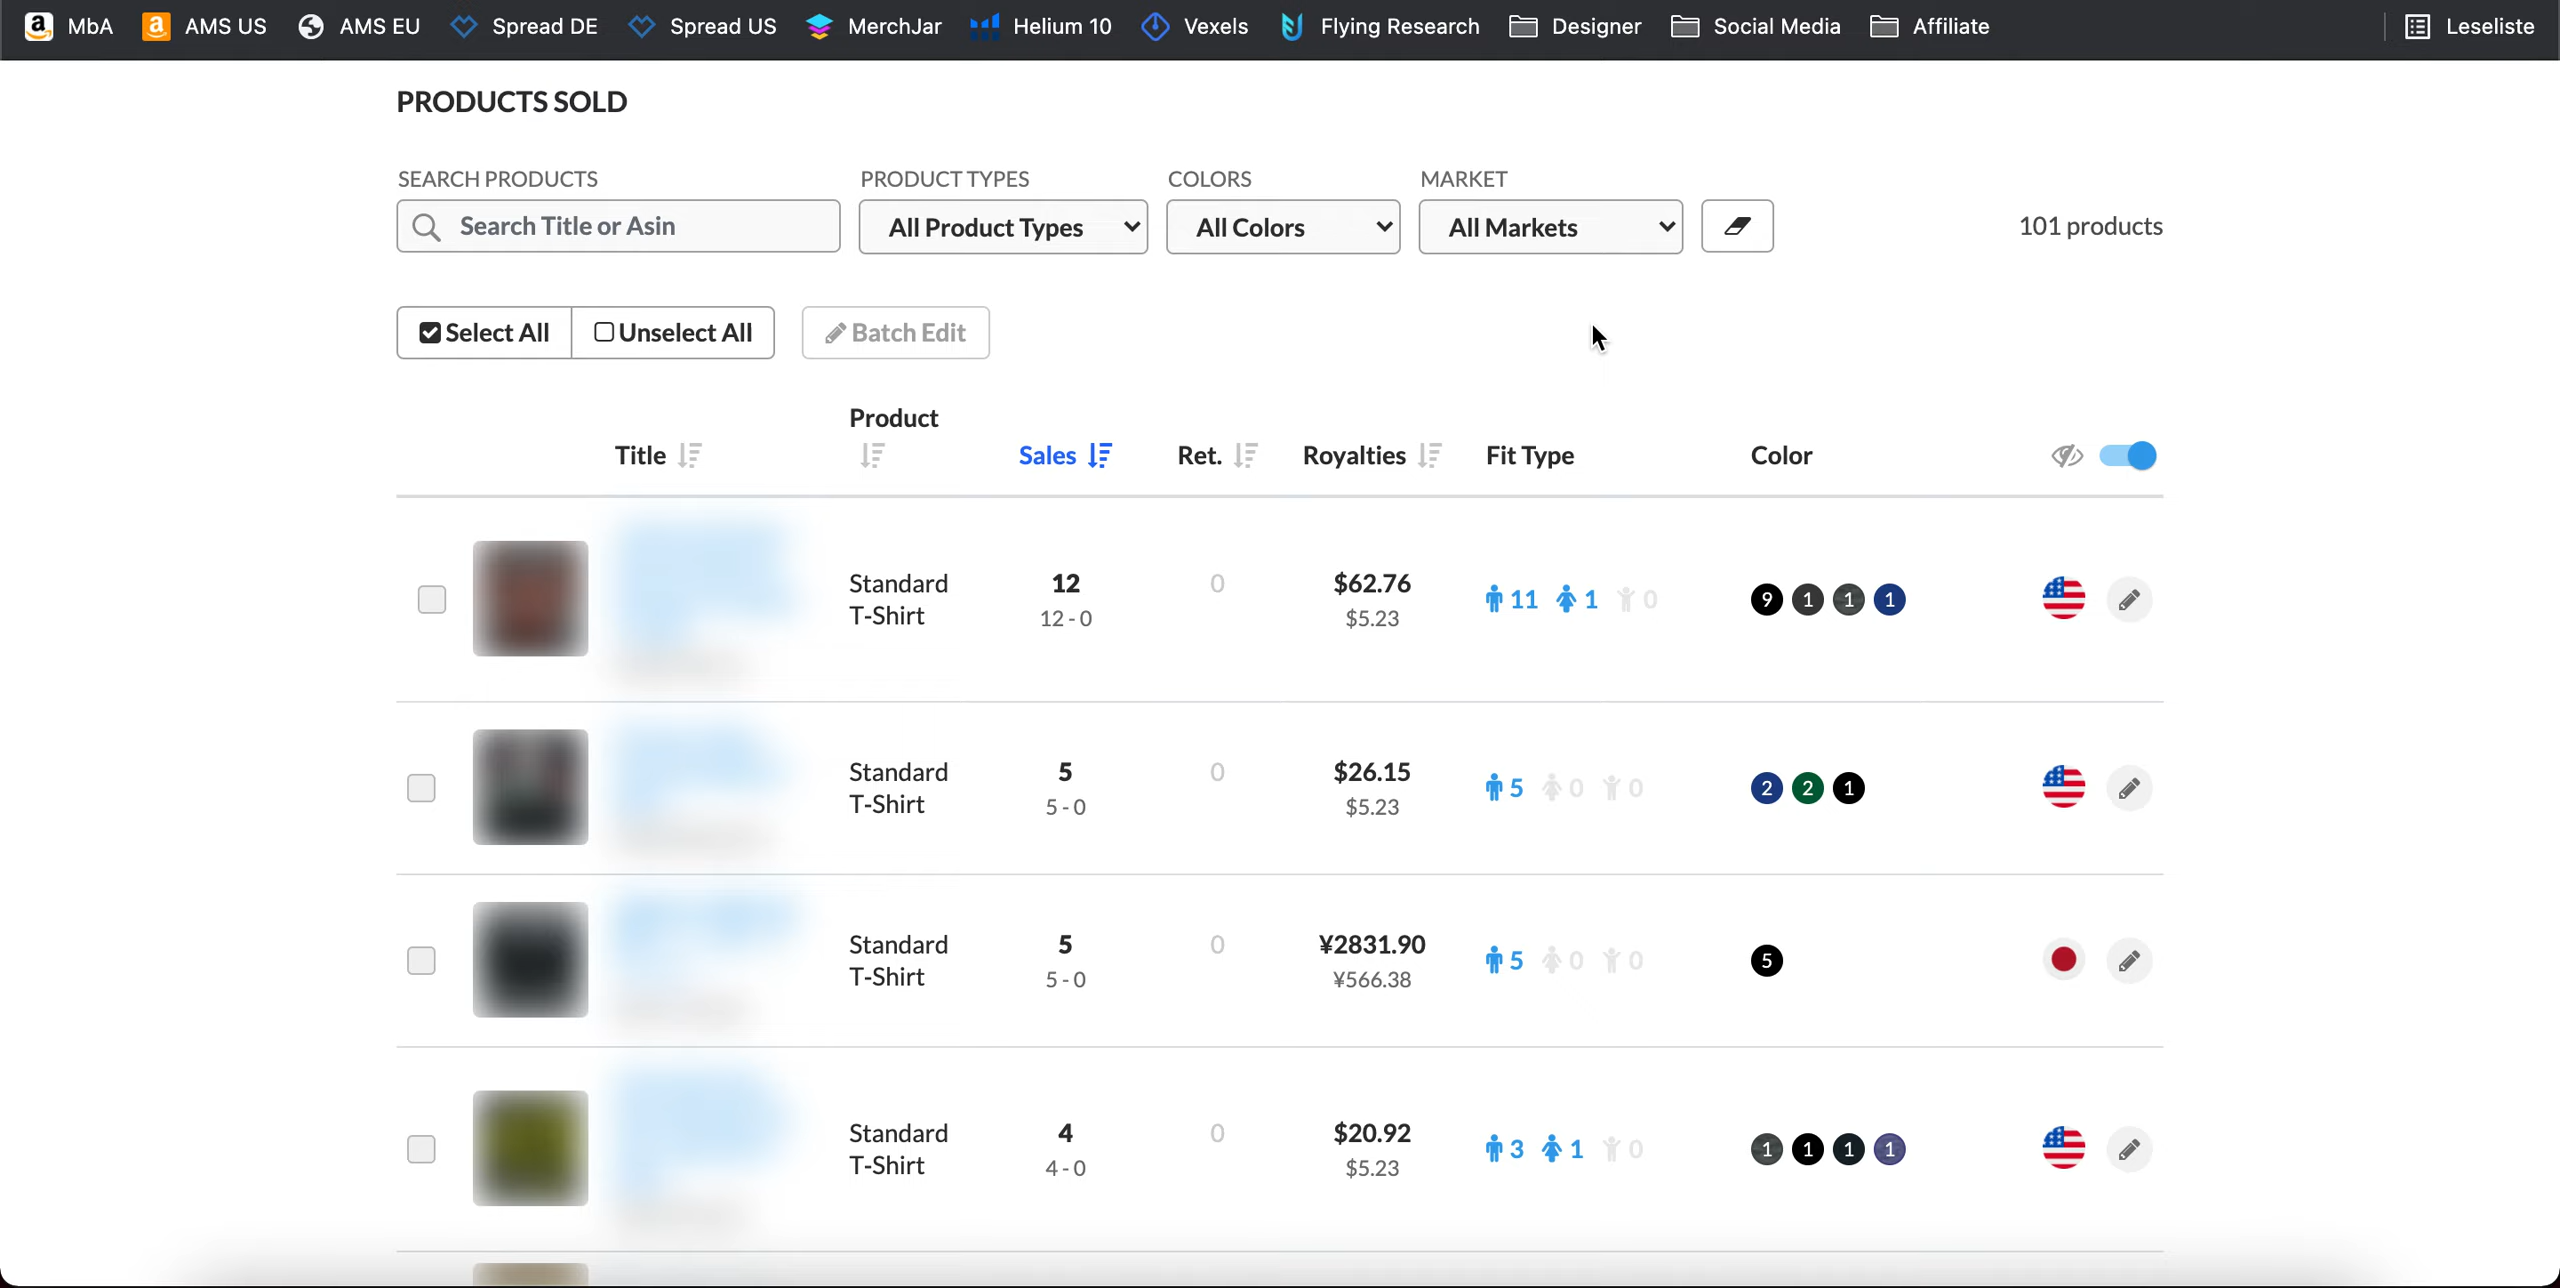 MbA AMS US AMS EU Spread DE Spread US MerchJar Helium 10 Vexels Flying Research Designer Social Media Affiliate Leseliste
PRODUCTS SOLD
SEARCH PRODUCTS PRODUCT TYPES COLORS MARKET
Search Title or Asin All Product Types All Colors All Markets 101 products
Select All Unselect All Batch Edit
Product
Title Sales Ret. Royalties Fit Type Color
Standard 12 0 $62.76
T-Shirt 12 - 0 $5.23 11 1 0 9 1 1 1
Standard 5 0 $26.15
T-Shirt 5 - 0 $5.23 5 0 0 2 2 1
Standard 5 0 ¥2831.90
T-Shirt 5 - 0 ¥566.38 5 0 0 5
Standard 4 0 $20.92
T-Shirt 4 - 0 $5.23 3 1 0 1 1 1 1